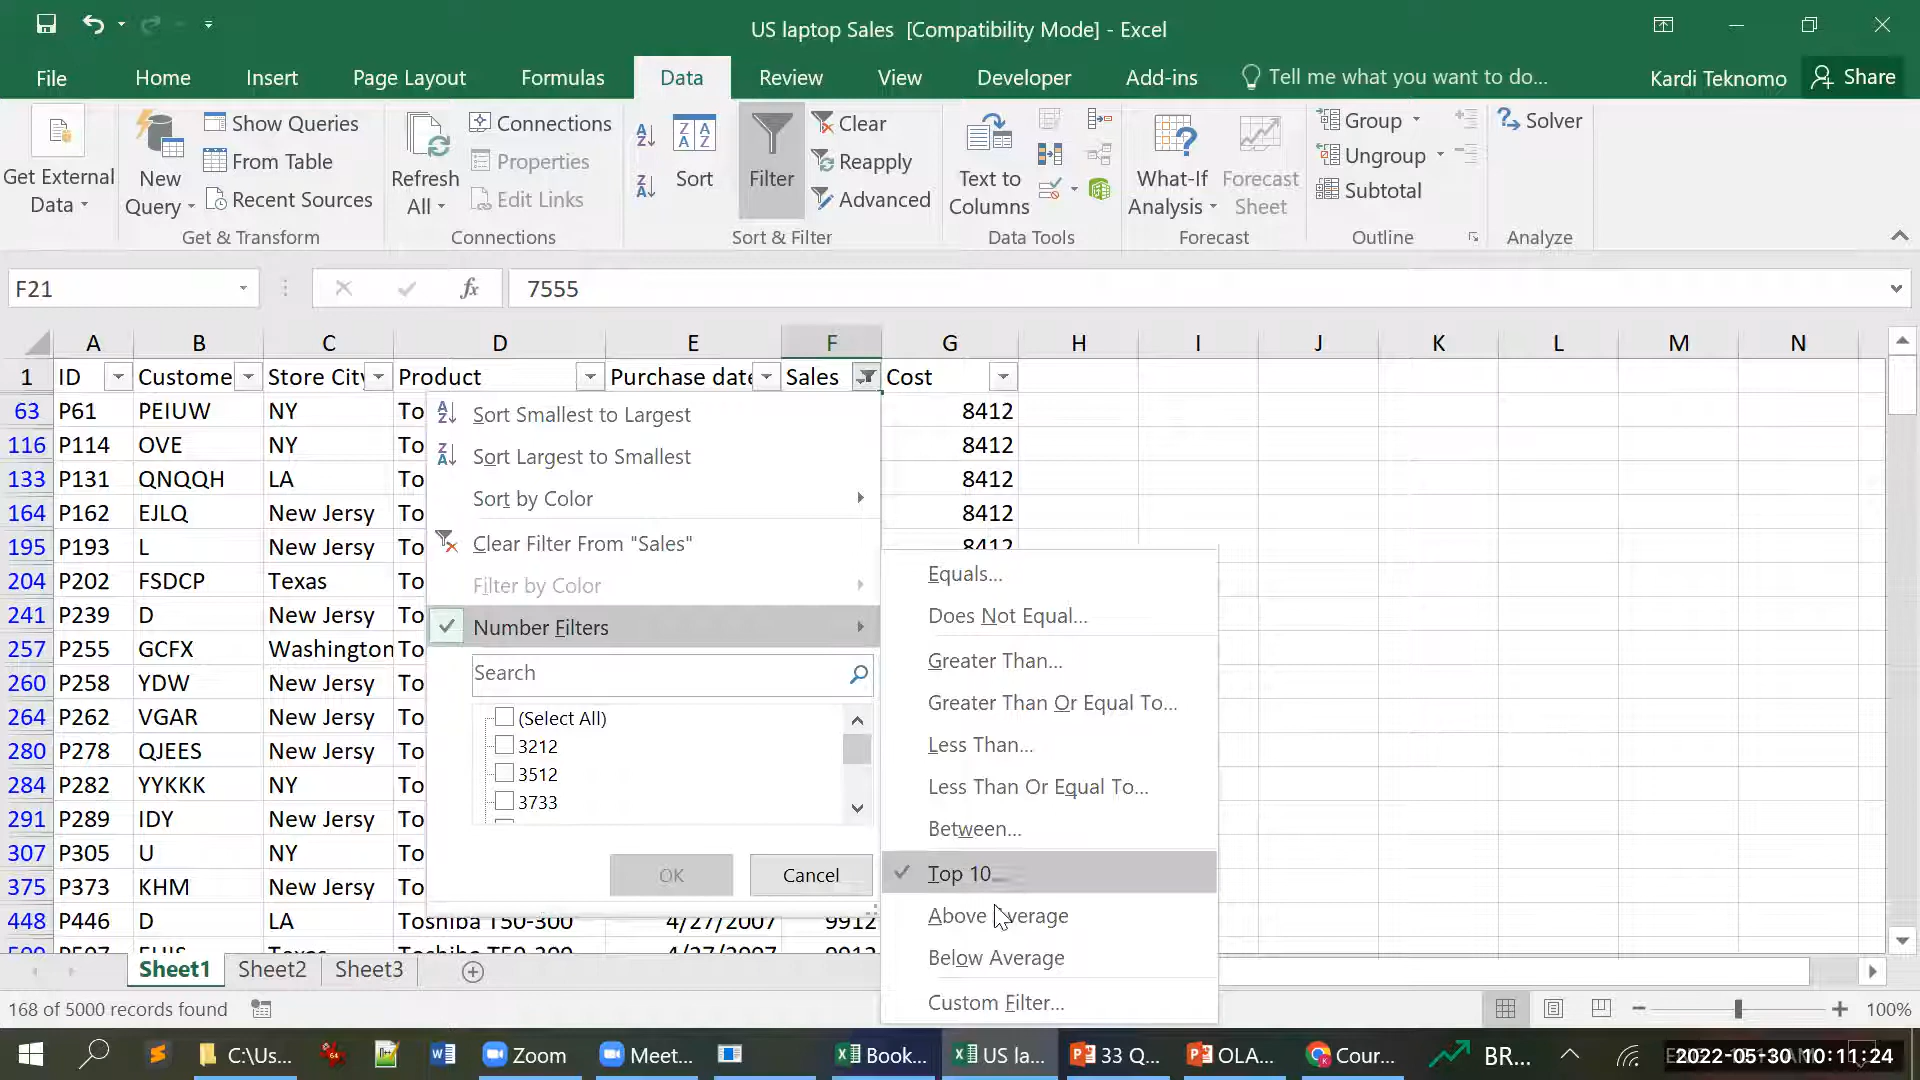 US laptop Sales  [Compatibility Mode] - Excel
File Home Insert Page Layout Formulas Data Review View Developer Add-ins Tell me what you want to do... Kardi Teknomo Share
Get External Data
New Query
Show Queries
From Table
Recent Sources
Get & Transform
Refresh All
Connections
Properties
Edit Links
Connections
Sort
Filter
Clear
Reapply
Advanced
Sort & Filter
Text to Columns
Data Tools
What-If Analysis
Forecast Sheet
Forecast
Group
Ungroup
Subtotal
Outline
Solver
Analyze
F21 fx 7555
A B C D E F G H I J K L M N
1 ID Custome Store City Product Purchase date Sales Cost
63 P61 PEIUW NY To 8412
116 P114 OVE NY To 8412
133 P131 QNQQH LA To 8412
164 P162 EJLQ New Jersy To 8412
195 P193 L New Jersy To 8412
204 P202 FSDCP Texas To
241 P239 D New Jersy To
257 P255 GCFX Washington To
260 P258 YDW New Jersy To
264 P262 VGAR New Jersy To
280 P278 QJEES New Jersy To
284 P282 YYKKK NY To
291 P289 IDY New Jersy To
307 P305 U NY To
375 P373 KHM New Jersy To
448 P446 D LA Toshiba T50-300 4/27/2007 9912
Sort Smallest to Largest
Sort Largest to Smallest
Sort by Color
Clear Filter From "Sales"
Filter by Color
Number Filters
Search
(Select All)
3212
3512
3733
OK Cancel
Equals...
Does Not Equal...
Greater Than...
Greater Than Or Equal To...
Less Than...
Less Than Or Equal To...
Between...
Top 10...
Above Average
Below Average
Custom Filter...
Sheet1 Sheet2 Sheet3
168 of 5000 records found 100%
C:\Us... Zoom Meet... Book... US la... 33 Q... OLA... Cour... BR... 2022-05-30 10:11:24